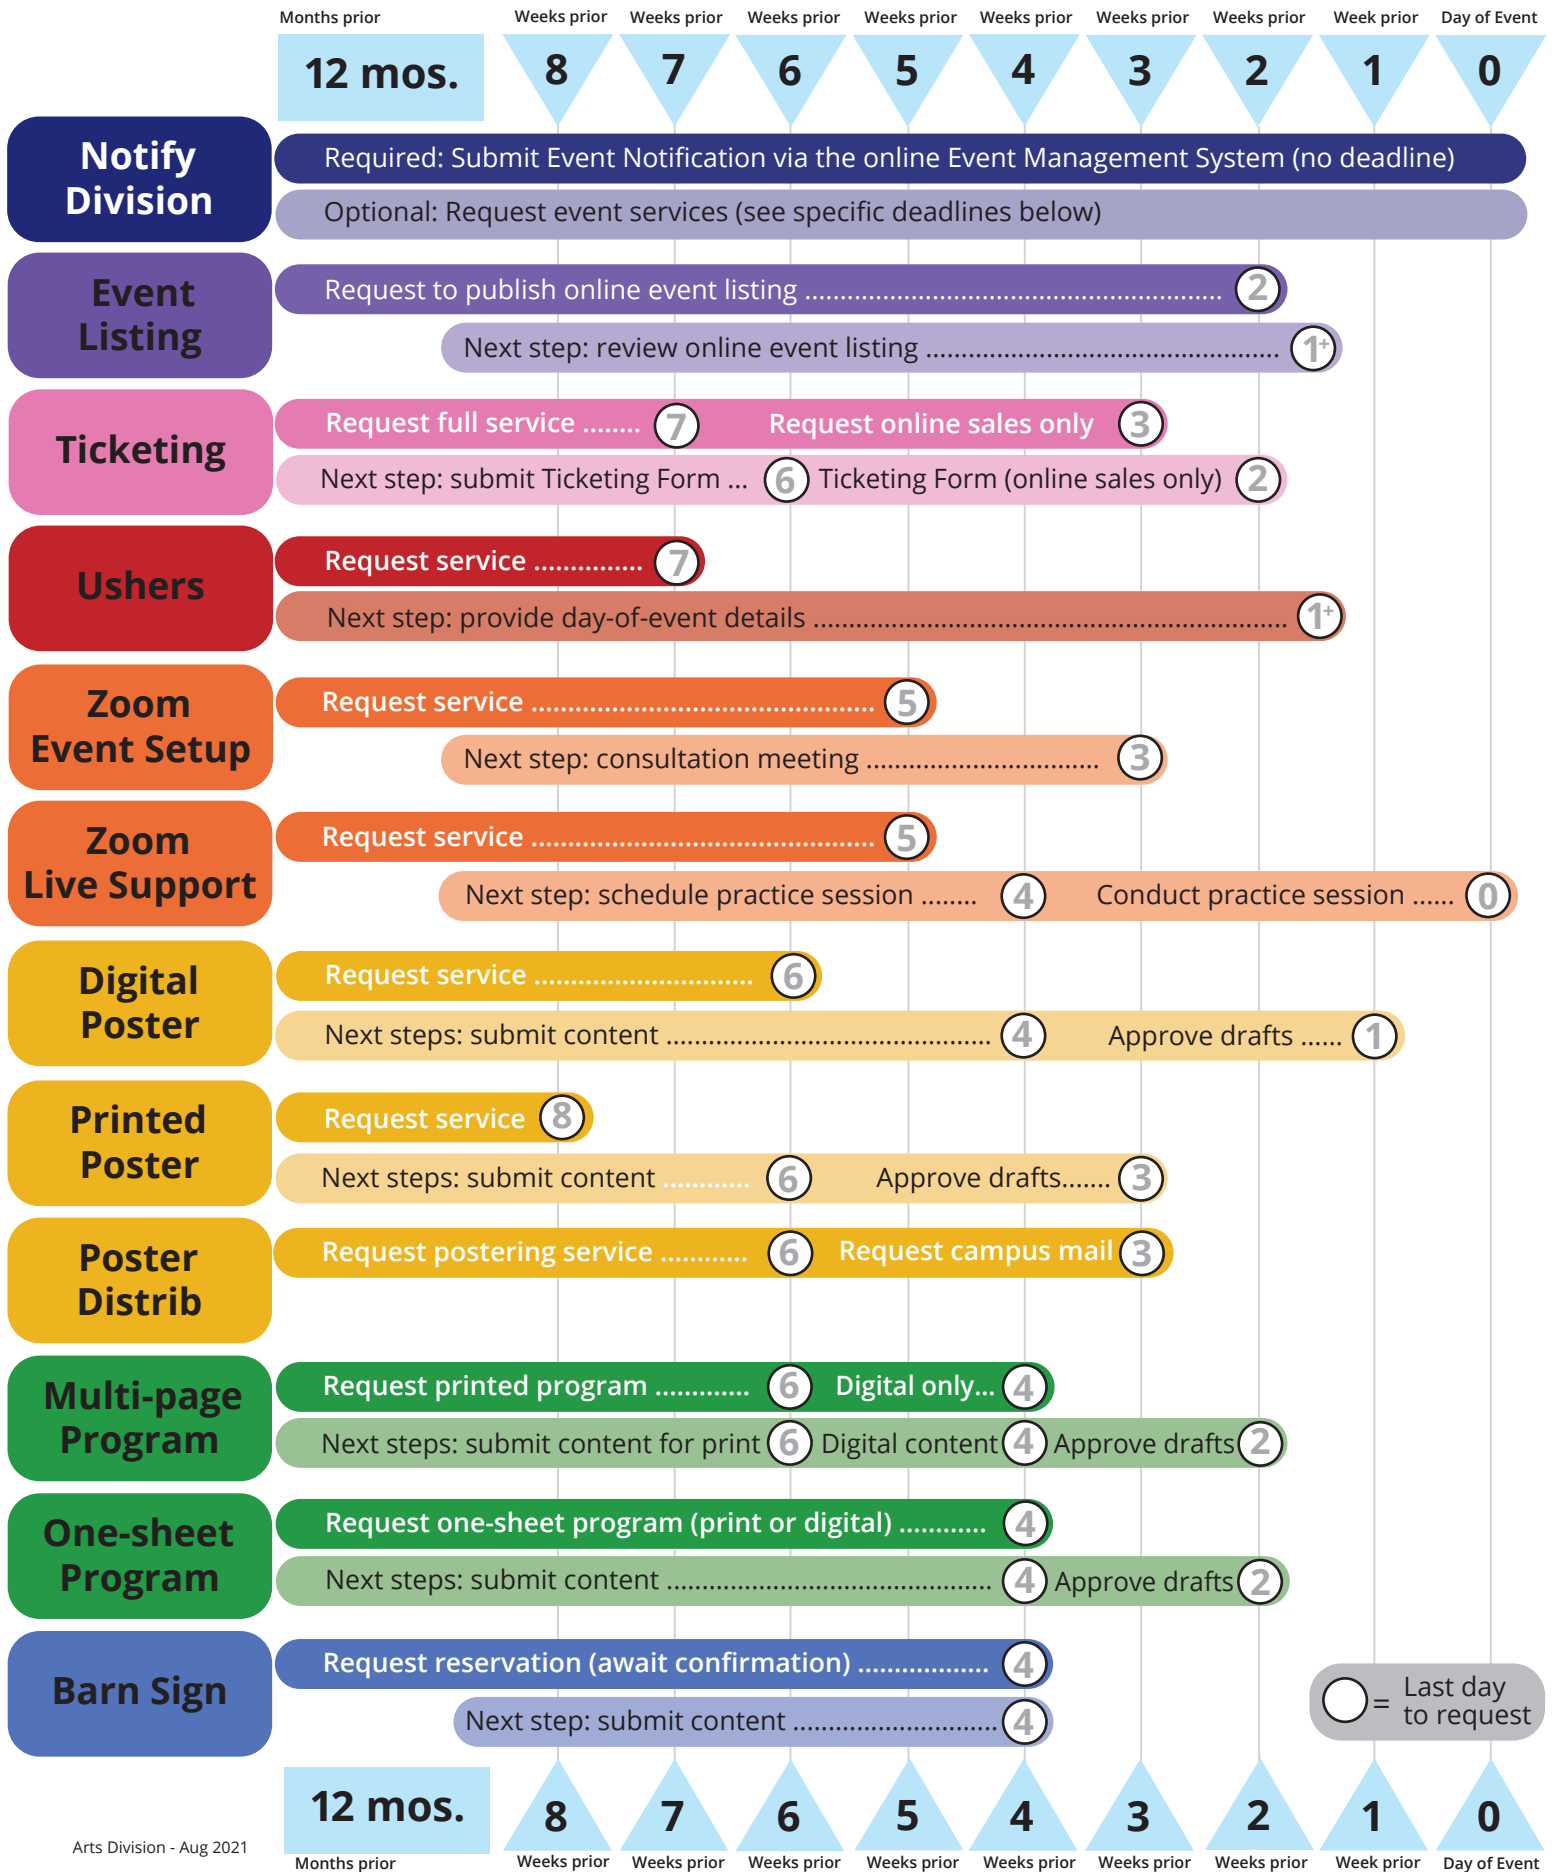 Months prior
Weeks prior
Weeks prior
Weeks prior
Weeks prior
Weeks prior
Weeks prior
Weeks prior
Week prior
Day of Event
12 mos.
8
7
6
5
4
3
2
1
0
Notify
Division
Required: Submit Event Notification via the online Event Management System (no deadline)
Optional: Request event services (see specific deadlines below)
Event
Listing
Request to publish online event listing ........................................................... 2
Next step: review online event listing .................................................. 1+
Ticketing
Request full service ........ 7 Request online sales only 3
Next step: submit Ticketing Form ... 6 Ticketing Form (online sales only) 2
Ushers
Request service ............... 7
Next step: provide day-of-event details ................................................................... 1+
Zoom
Event Setup
Request service ................................................ 5
Next step: consultation meeting ................................. 3
Zoom
Live Support
Request service ................................................ 5
Next step: schedule practice session ........ 4 Conduct practice session ...... 0
Digital
Poster
Request service .............................. 6
Next steps: submit content .............................................. 4 Approve drafts ...... 1
Printed
Poster
Request service 8
Next steps: submit content ............ 6 Approve drafts....... 3
Poster
Distrib
Request postering service ............ 6 Request campus mail 3
Multi-page
Program
Request printed program ............. 6 Digital only... 4
Next steps: submit content for print 6 Digital content 4 Approve drafts 2
One-sheet
Program
Request one-sheet program (print or digital) ............ 4
Next steps: submit content .............................................. 4 Approve drafts 2
Barn Sign
Request reservation (await confirmation) .................. 4
Next step: submit content ............................. 4
= Last day
to request
12 mos.
8
7
6
5
4
3
2
1
0
Arts Division - Aug 2021
Months prior
Weeks prior
Weeks prior
Weeks prior
Weeks prior
Weeks prior
Weeks prior
Weeks prior
Week prior
Day of Event